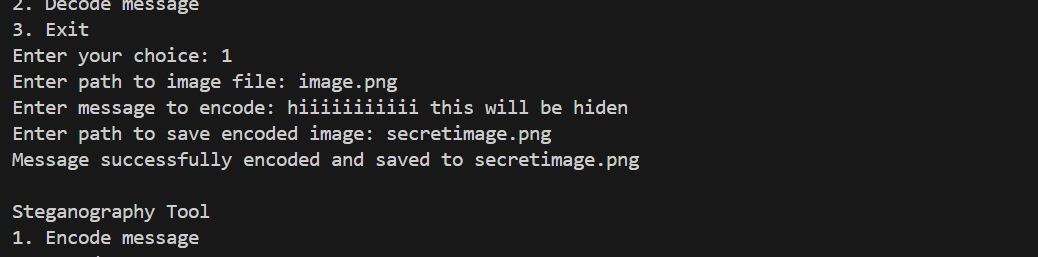 2. Decode message
3. Exit
Enter your choice: 1
Enter path to image file: image.png
Enter message to encode: hiiiiiiiiiii this will be hiden
Enter path to save encoded image: secretimage.png
Message successfully encoded and saved to secretimage.png
Steganography Tool
1. Encode message